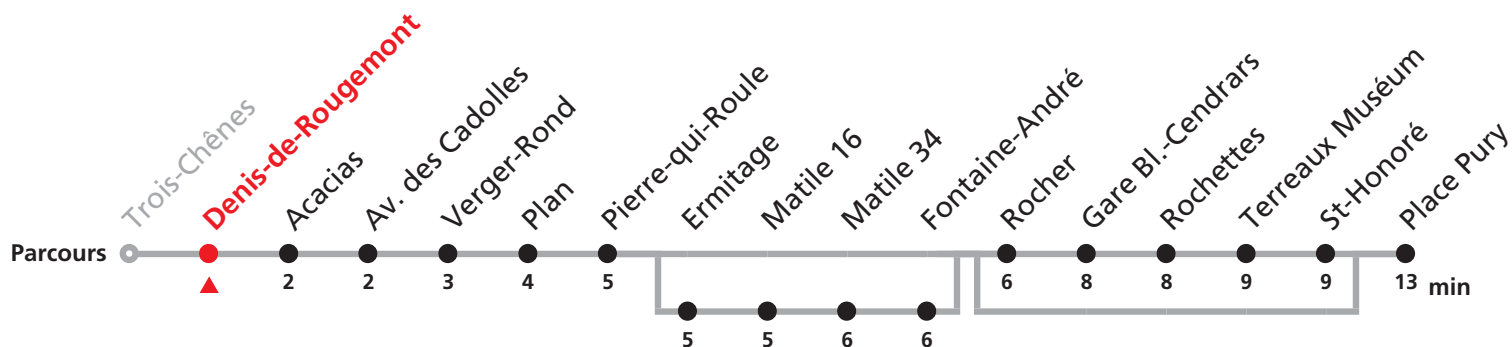 Trois-Chênes
Denis-de-Rougemont
Acacias
Av. des Cadolles
Verger-Rond
Plan
Pierre-qui-Roule
Ermitage
Matile 16
Matile 34
Fontaine-André
Rocher
Gare Bl.-Cendrars
Rochettes
Terreaux Muséum
St-Honoré
Place Pury
Parcours
2 2 3 4 5 6 8 8 9 9 13 min
5 5 6 6